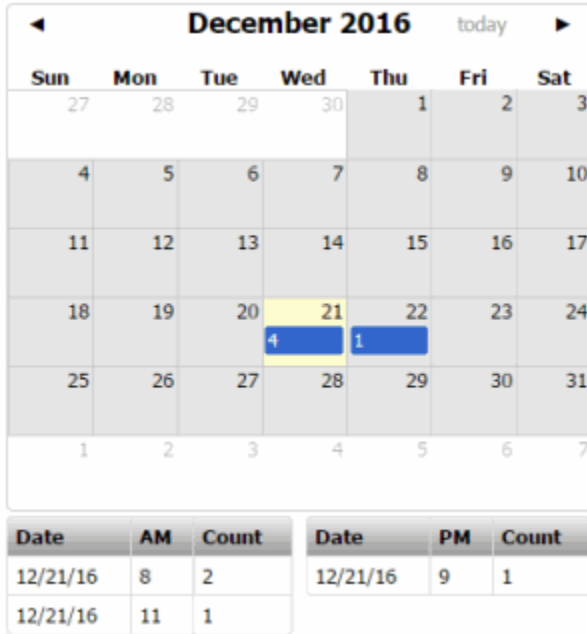 ◄ December 2016 today ►
Sun Mon Tue Wed Thu Fri Sat
27 28 29 30 1 2 3
4 5 6 7 8 9 10
11 12 13 14 15 16 17
18 19 20 21 22 23 24
4 1
25 26 27 28 29 30 31
1 2 3 4 5 6 7
Date AM Count Date PM Count
12/21/16 8 2 12/21/16 9 1
12/21/16 11 1